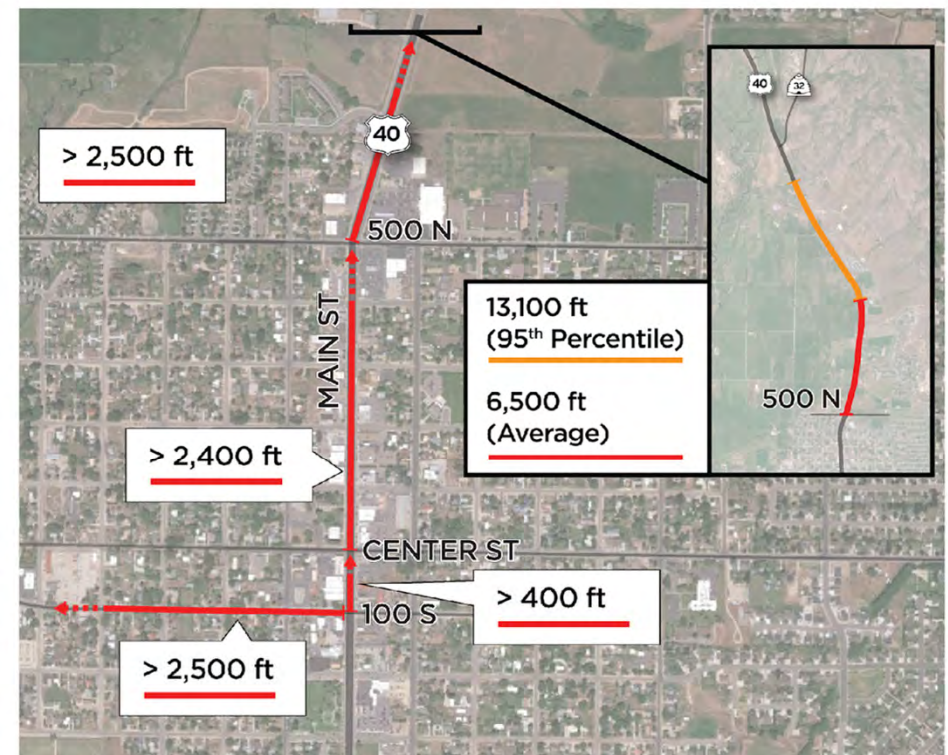 40
32
> 2,500 ft
40
500 N
MAIN ST
13,100 ft
(95th Percentile)
6,500 ft
(Average)
500 N
> 2,400 ft
CENTER ST
> 400 ft
100 S
> 2,500 ft